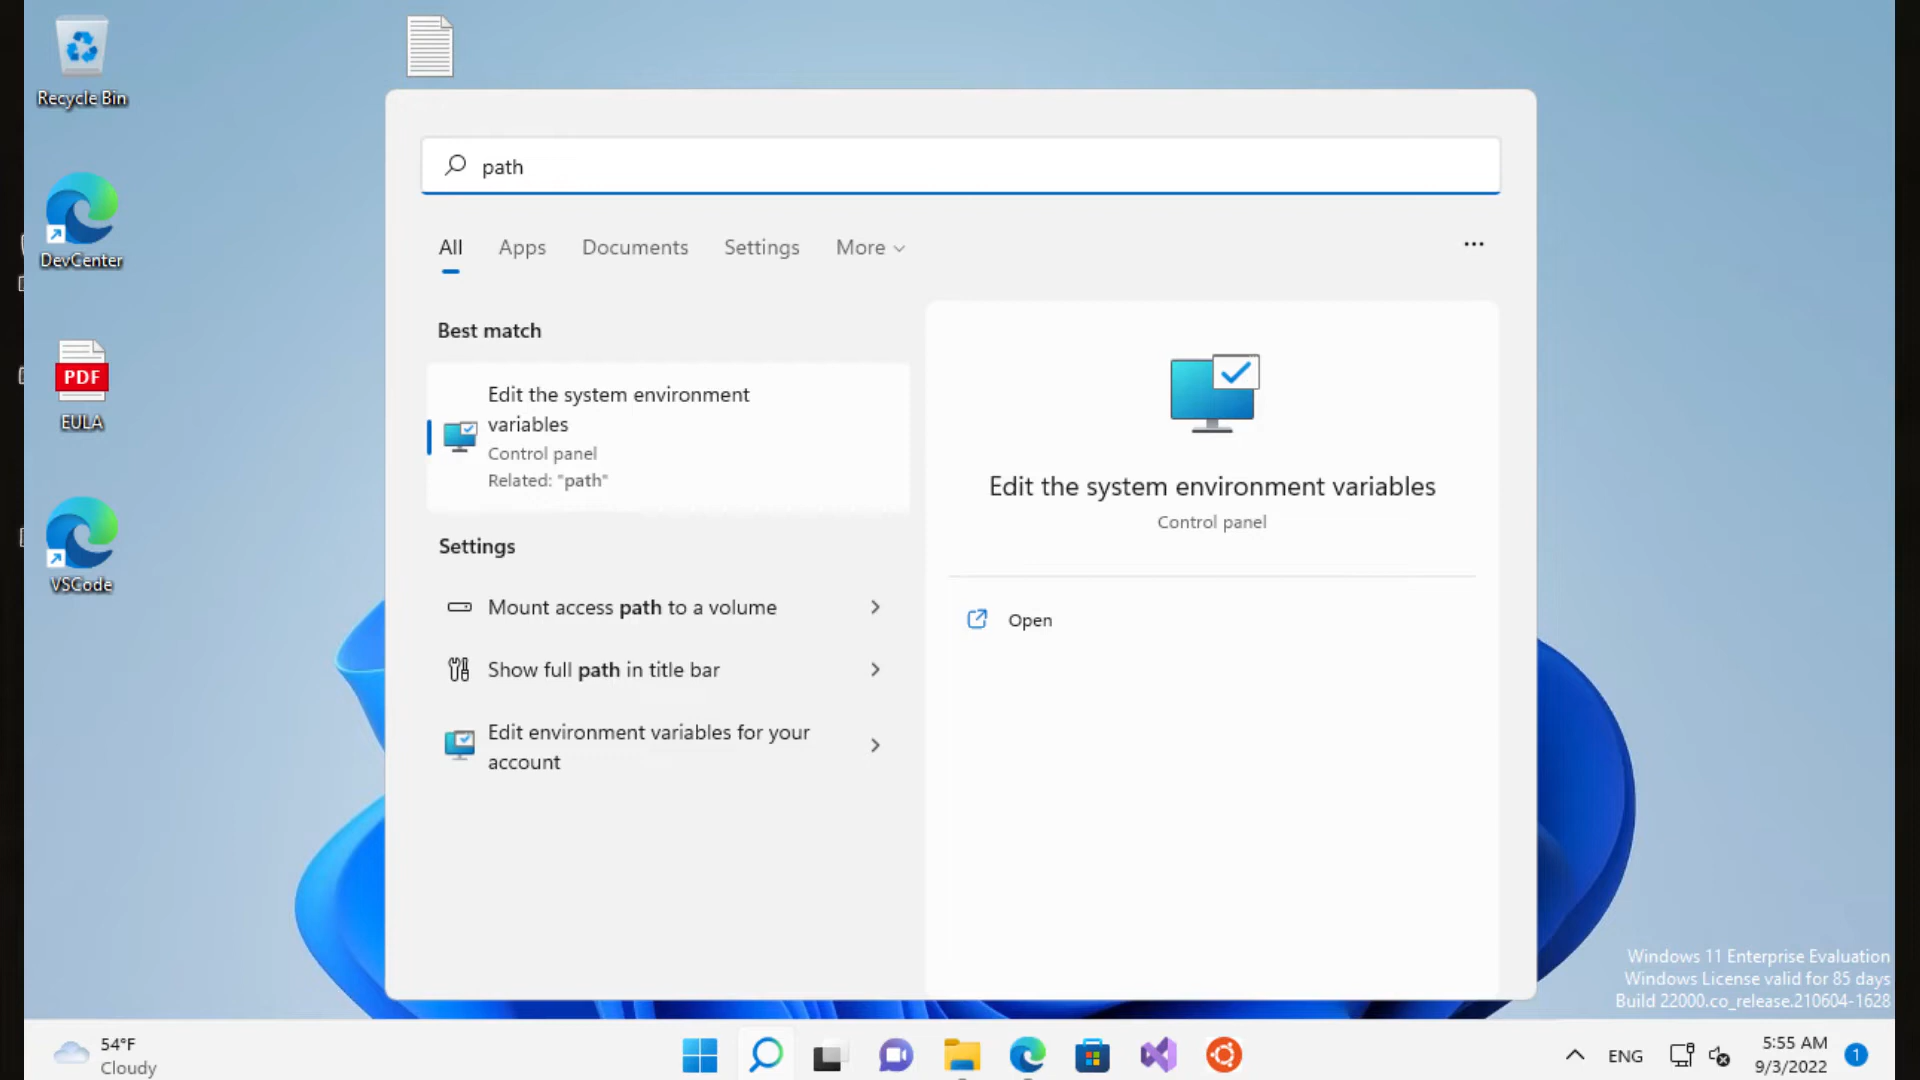 Recycle Bin
DevCenter
PDF
EULA
VSCode
path
All Apps Documents Settings More
Best match
Edit the system environment
variables
Control panel
Related: "path"
Settings
Mount access path to a volume
Show full path in title bar
Edit environment variables for your
account
Edit the system environment variables
Control panel
Open
Windows 11 Enterprise Evaluation
Windows License valid for 85 days
Build 22000.co_release.210604-1628
54°F
Cloudy
ENG
5:55 AM
9/3/2022
1